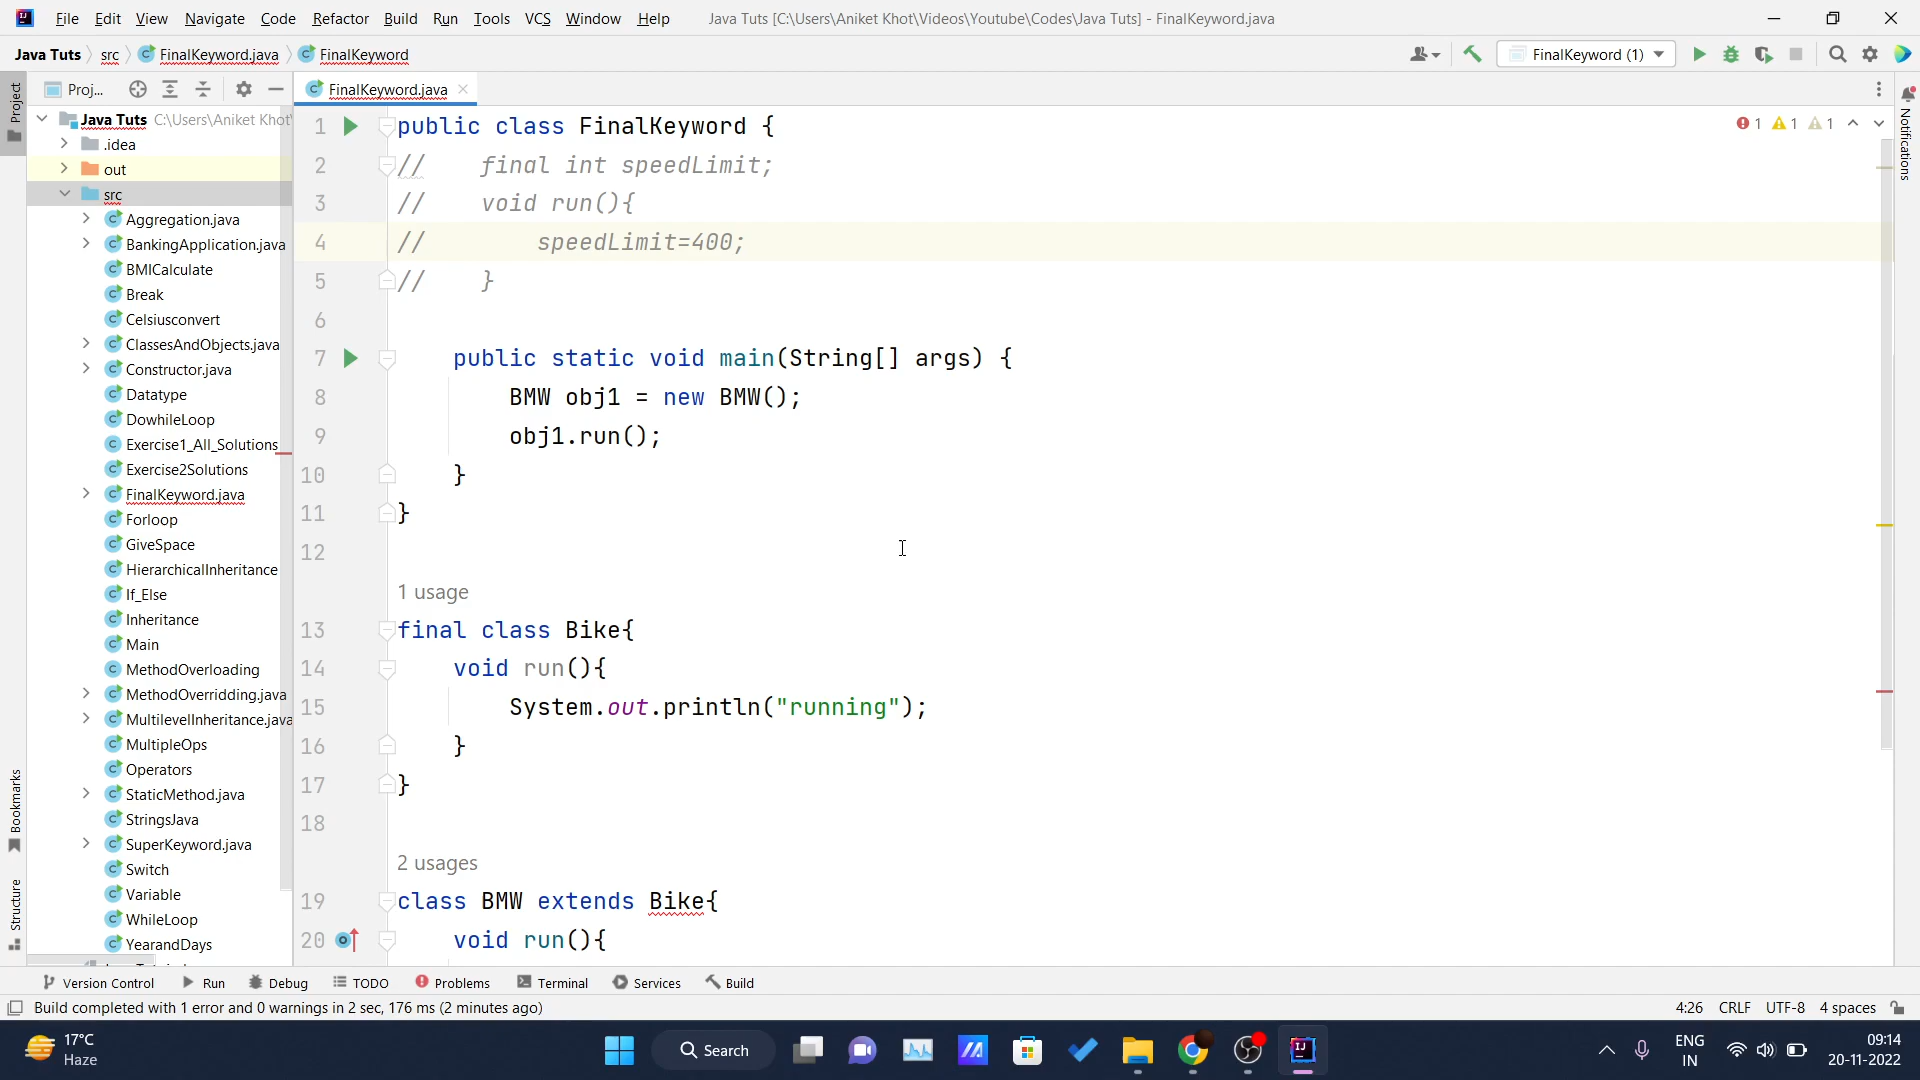 File Edit View Navigate Code Refactor Build Run Tools VCS Window Help Java Tuts [C:\Users\Aniket Khot\Videos\Youtube\Codes\Java Tuts] - FinalKeyword.java
Java Tuts src FinalKeyword.java FinalKeyword FinalKeyword (1)
Project
Proj...
FinalKeyword.java
Notifications
Java Tuts C:\Users\Aniket Khot\
.idea
out
src
Aggregation.java
BankingApplication.java
BMICalculate
Break
Celsiusconvert
ClassesAndObjects.java
Constructor.java
Datatype
DowhileLoop
Exercise1_All_Solutions
Exercise2Solutions
FinalKeyword.java
Forloop
GiveSpace
HierarchicalInheritance
If_Else
Inheritance
Main
MethodOverloading
MethodOverridding.java
MultilevelInheritance.java
MultipleOps
Operators
StaticMethod.java
StringsJava
SuperKeyword.java
Switch
Variable
WhileLoop
YearandDays
Bookmarks
Structure
1 public class FinalKeyword {
1 1 1
2 // final int speedLimit;
3 // void run(){
4 // speedLimit=400;
5 // }
6
7 public static void main(String[] args) {
8 BMW obj1 = new BMW();
9 obj1.run();
10 }
11 }
12
1 usage
13 final class Bike{
14 void run(){
15 System.out.println("running");
16 }
17 }
18
2 usages
19 class BMW extends Bike{
20 void run(){
Version Control Run Debug TODO Problems Terminal Services Build
Build completed with 1 error and 0 warnings in 2 sec, 176 ms (2 minutes ago) 4:26 CRLF UTF-8 4 spaces
17°C
Haze
Search
ENG
IN
09:14
20-11-2022